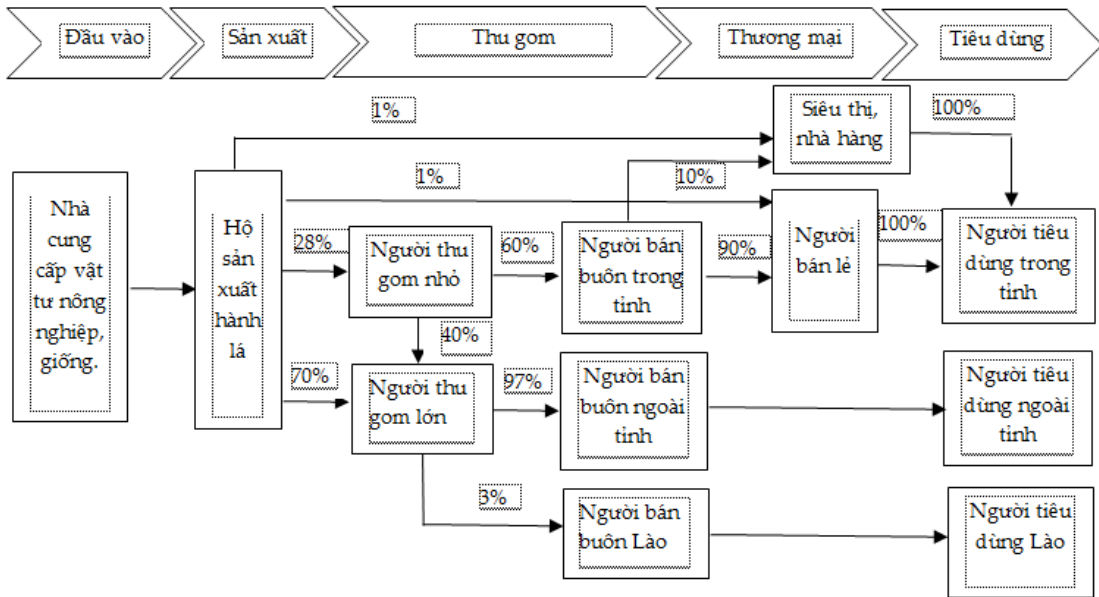 Đầu vào
Sản xuất
Thu gom
Thương mại
Tiêu dùng
1%
Siêu thị,
nhà hàng
100%
1%
10%
Nhà
cung
cấp vật
tư nông
nghiệp,
giống.
Hộ
sản
xuất
hành
lá
28%
Người thu
gom nhỏ
60%
Người bán
buôn trong
tỉnh
90%
Người
bán lẻ
100%
Người tiêu
dùng trong
tỉnh
40%
70%
Người thu
gom lớn
97%
Người bán
buôn ngoài
tỉnh
Người tiêu
dùng ngoài
tỉnh
3%
Người bán
buôn Lào
Người tiêu
dùng Lào